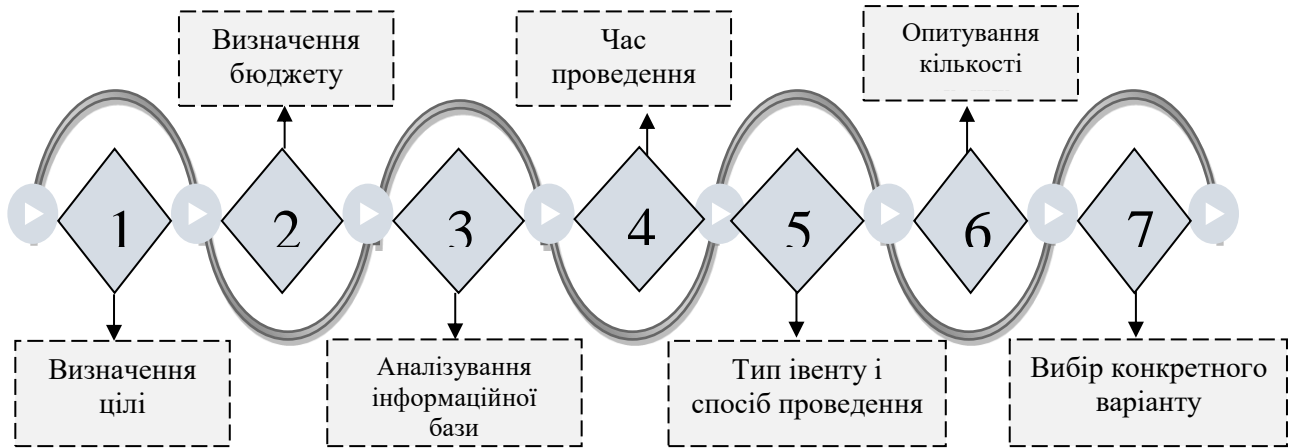 Визначення
бюджету
Час
проведення
Опитування
кількості
1
2
3
4
5
6
7
Визначення
цілі
Аналізування
інформаційної
бази
Тип івенту і
спосіб проведення
Вибір конкретного
варіанту